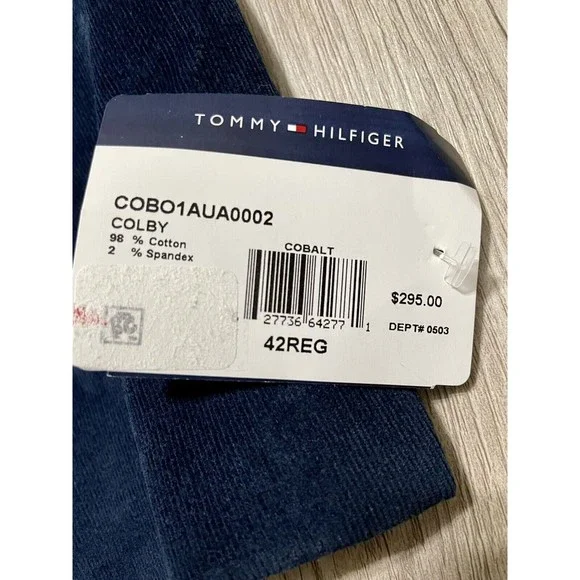 TOMMY HILFIGER
COBO1AUA0002
COLBY
98 % Cotton
2 % Spandex
COBALT
27736 64277 1
$295.00
DEPT# 0503
42REG